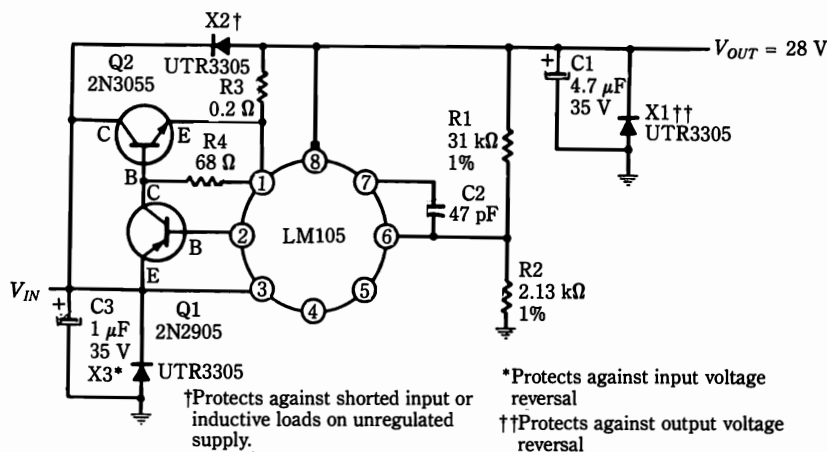 X2†
UTR3305
Q2
2N3055
R3
0.2 Ω
C
E
B
R4
68 Ω
C
B
E
Q1
2N2905
1
2
3
4
5
6
7
8
LM105
C2
47 pF
R1
31 kΩ
1%
R2
2.13 kΩ
1%
+
C1
4.7 µF
35 V
X1††
UTR3305
V_OUT = 28 V
V_IN
+
C3
1 µF
35 V
X3*
UTR3305
†Protects against shorted input or
inductive loads on unregulated
supply.
*Protects against input voltage
reversal
††Protects against output voltage
reversal